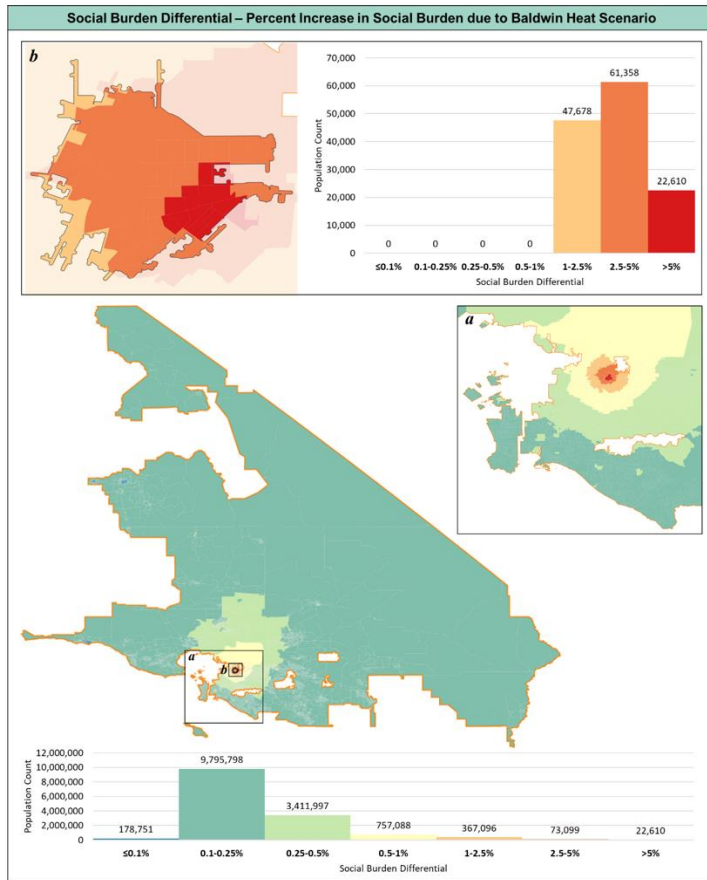 Social Burden Differential – Percent Increase in Social Burden due to Baldwin Heat Scenario
b
70,000
60,000
50,000
40,000
30,000
20,000
10,000
0
Population Count
0
0
0
0
47,678
61,358
22,610
≤0.1% 0.1-0.25% 0.25-0.5% 0.5-1% 1-2.5% 2.5-5% >5%
Social Burden Differential
a
a
b
12,000,000
10,000,000
8,000,000
6,000,000
4,000,000
2,000,000
0
Population Count
178,751
9,795,798
3,411,997
757,088
367,096
73,099
22,610
≤0.1% 0.1-0.25% 0.25-0.5% 0.5-1% 1-2.5% 2.5-5% >5%
Social Burden Differential